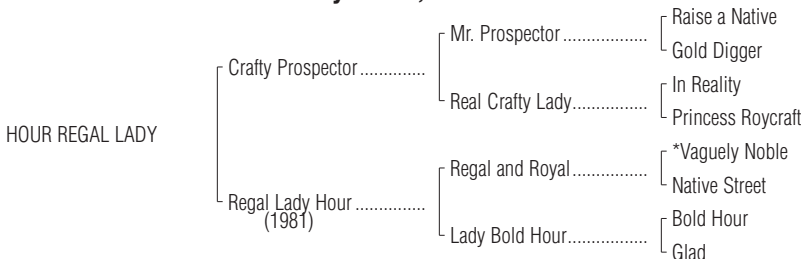 Raise a Native
Mr. Prospector..................
Gold Digger
Crafty Prospector..............
In Reality
Real Crafty Lady................
Princess Roycraft
HOUR REGAL LADY
*Vaguely Noble
Regal and Royal................
Native Street
Regal Lady Hour...............
(1981)
Bold Hour
Lady Bold Hour.................
Glad